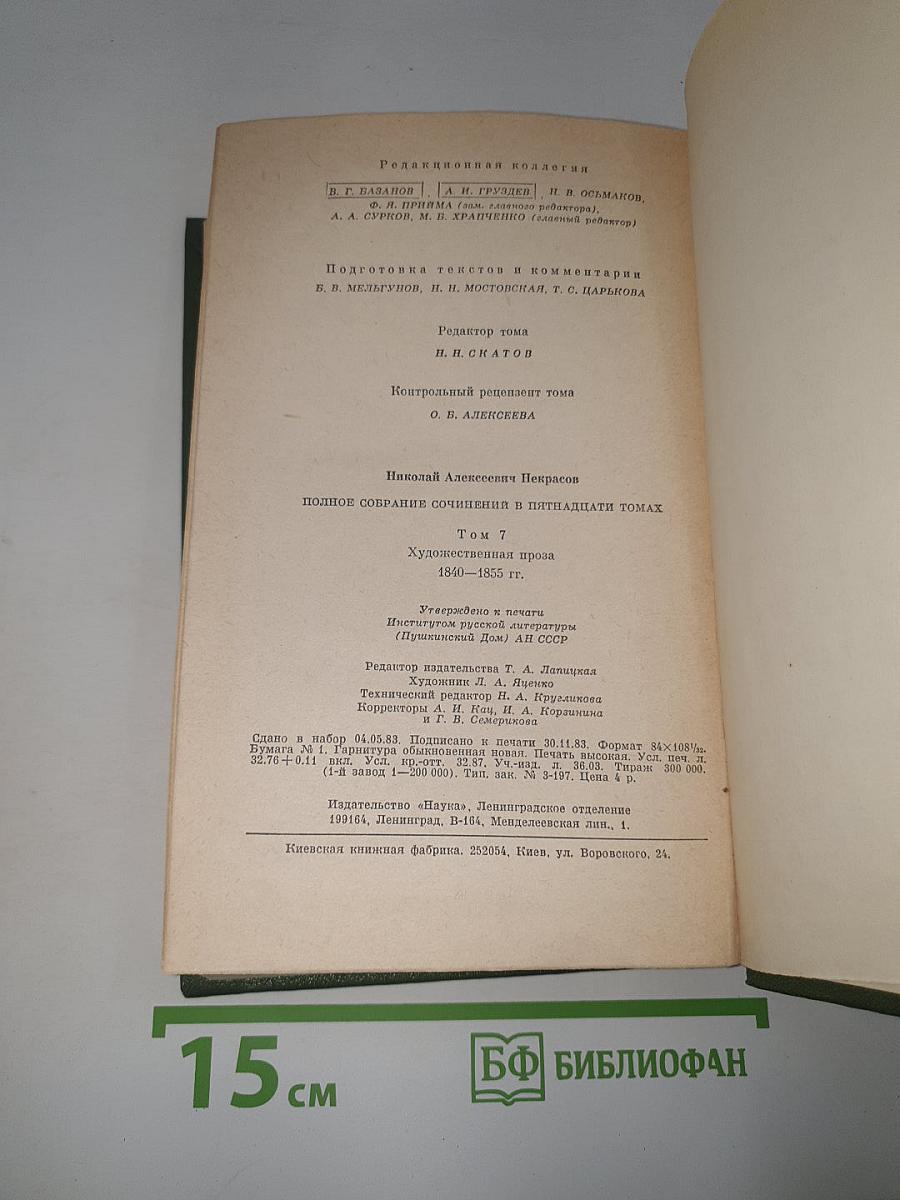 Редакционная коллегия
В. Г. БАЗАНОВ, А. И. ГРУЗДЕВ, Н. В. ОСЬМАКОВ,
Ф. Я. ПРИЙМА (зам. главного редактора),
А. А. СУРКОВ, М. Б. ХРАПЧЕНКО (главный редактор)
Подготовка текстов и комментарии
Б. В. МЕЛЬГУНОВ, Н. Н. МОСТОВСКАЯ, Т. С. ЦАРЬКОВА
Редактор тома
Н. Н. СКАТОВ
Контрольный рецензент тома
О. Б. АЛЕКСЕЕВА
Николай Алексеевич Некрасов
ПОЛНОЕ СОБРАНИЕ СОЧИНЕНИЙ В ПЯТНАДЦАТИ ТОМАХ
Том 7
Художественная проза
1840—1855 гг.
Утверждено к печати
Институтом русской литературы
(Пушкинский Дом) АН СССР
Редактор издательства Т. А. Лапицкая
Художник Л. А. Яценко
Технический редактор Н. А. Кругликова
Корректоры А. И. Кац, И. А. Корзинина
и Г. В. Семерикова
Сдано в набор 04.05.83. Подписано к печати 30.11.83. Формат 84×108 1/32.
Бумага № 1. Гарнитура обыкновенная новая. Печать высокая. Усл. печ. л.
32.76+0.11 вкл. Усл. кр.-отт. 32.87. Уч.-изд. л. 36.03. Тираж 300 000.
(1-й завод 1—200 000). Тип. зак. № 3-197. Цена 4 р.
Издательство «Наука», Ленинградское отделение
199164, Ленинград, В-164, Менделеевская лин., 1.
Киевская книжная фабрика. 252054, Киев, ул. Воровского, 24.
15 см
БФ БИБЛИОФАН